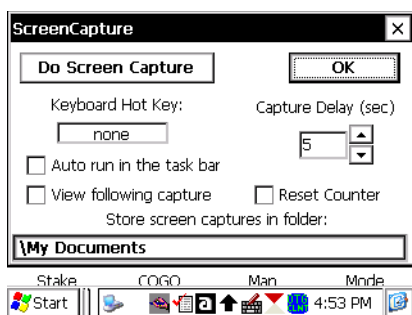 ScreenCapture
Do Screen Capture
OK
Keyboard Hot Key:
Capture Delay (sec)
none
5
Auto run in the task bar
View following capture
Reset Counter
Store screen captures in folder:
\My Documents
Stake COGO Man Mode
Start
4:53 PM